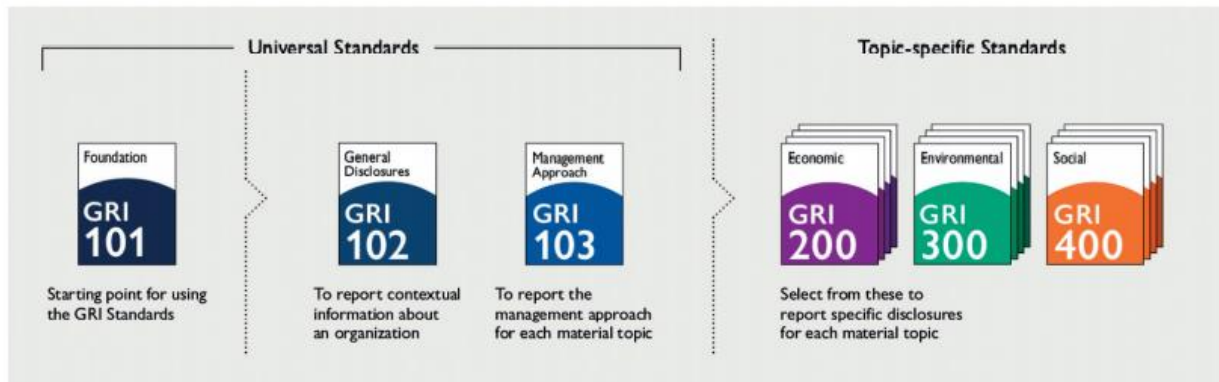 Universal Standards
Topic-specific Standards
Foundation
GRI
101
Starting point for using
the GRI Standards
General
Disclosures
GRI
102
To report contextual
information about
an organization
Management
Approach
GRI
103
To report the
management approach
for each material topic
Economic
GRI
200
Environmental
GRI
300
Social
GRI
400
Select from these to
report specific disclosures
for each material topic